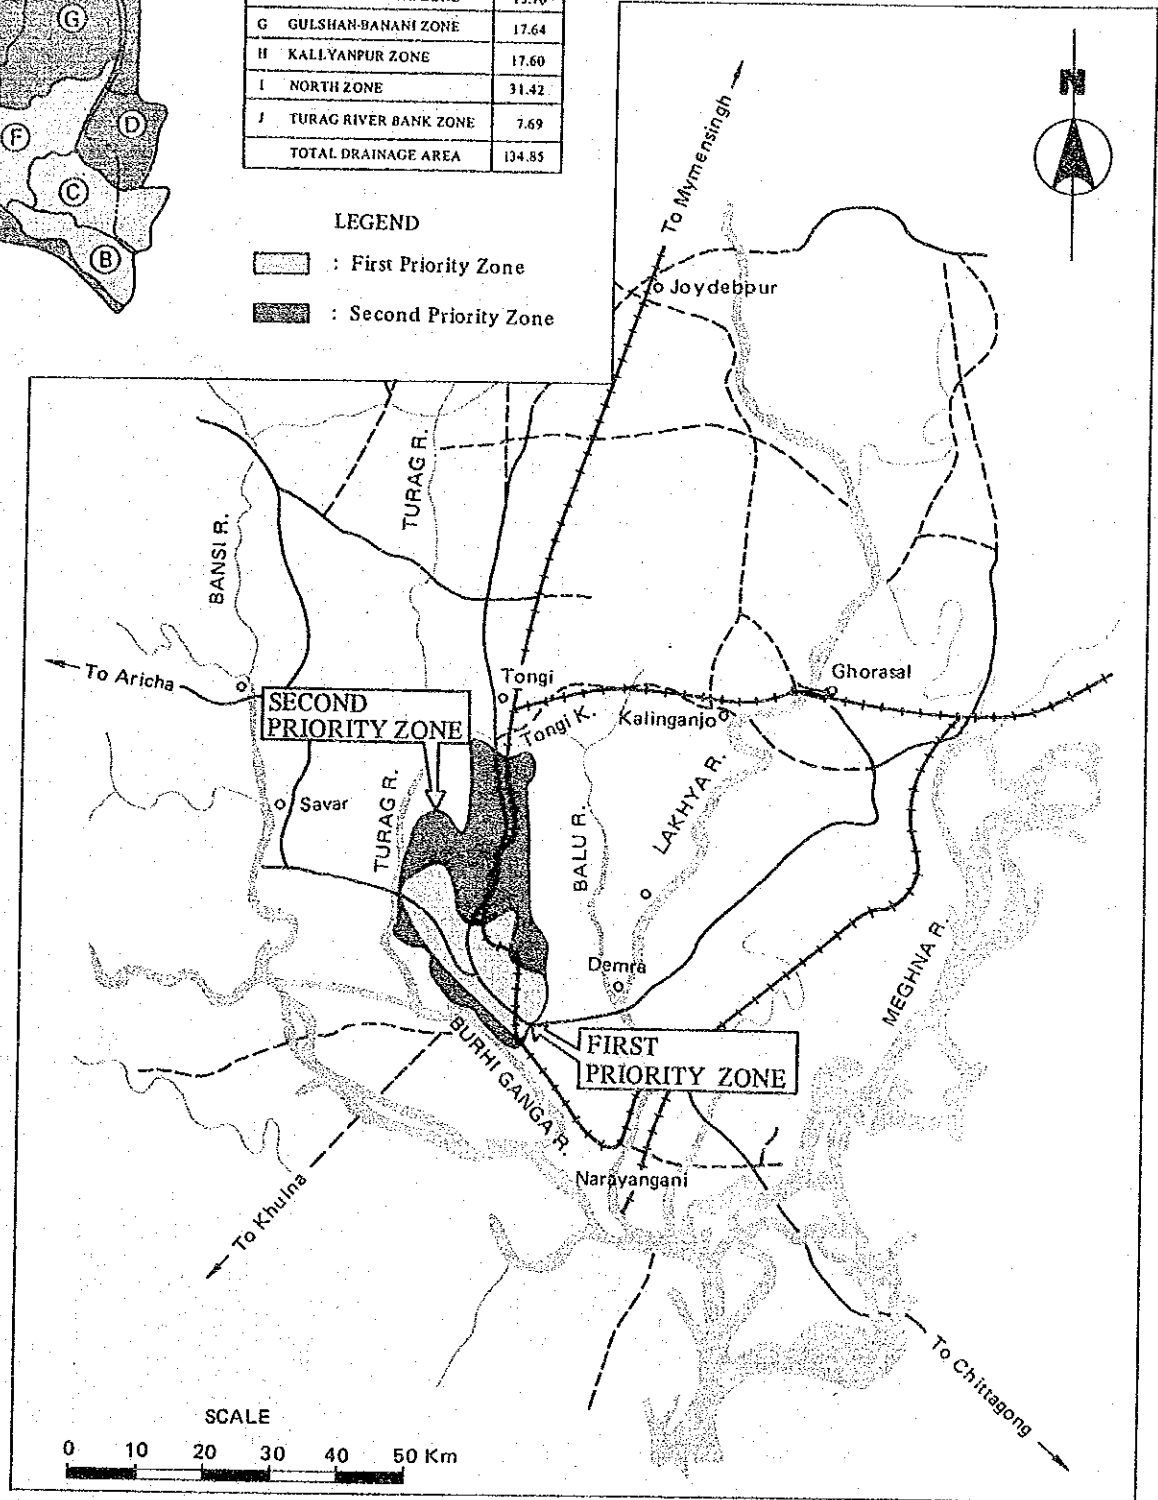 G
F
D
C
B
G GULSHAN-BANANI ZONE 17.64
H KALLYANPUR ZONE 17.60
I NORTH ZONE 31.42
J TURAG RIVER BANK ZONE 7.69
TOTAL DRAINAGE AREA 134.85
LEGEND
: First Priority Zone
: Second Priority Zone
N
To Mymensingh
Joydebpur
TURAG R.
BANSI R.
To Aricha
Tongi
Ghorasal
SECOND
PRIORITY ZONE
Tongi K.
Kalinganjo
Savar
TURAG R.
BALU R.
LAKHYA R.
Demra
MEGHNA R.
BURHI GANGA R.
FIRST
PRIORITY ZONE
Narayangani
To Khulna
To Chittagong
SCALE
0 10 20 30 40 50 Km